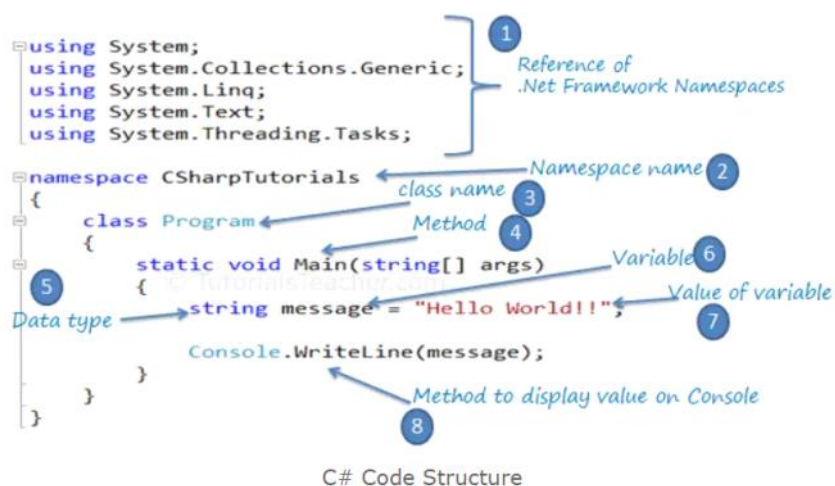 using System;
1
using System.Collections.Generic;
Reference of
.Net Framework Namespaces
using System.Linq;
using System.Text;
using System.Threading.Tasks;
namespace CSharpTutorials
Namespace name 2
{
class name 3
class Program
Method 4
{
static void Main(string[] args)
Variable 6
© TutorialsTeacher.com
5
{
Data type
string message = "Hello World!!";
Value of variable
7
Console.WriteLine(message);
}
}
Method to display value on Console
8
}
C# Code Structure